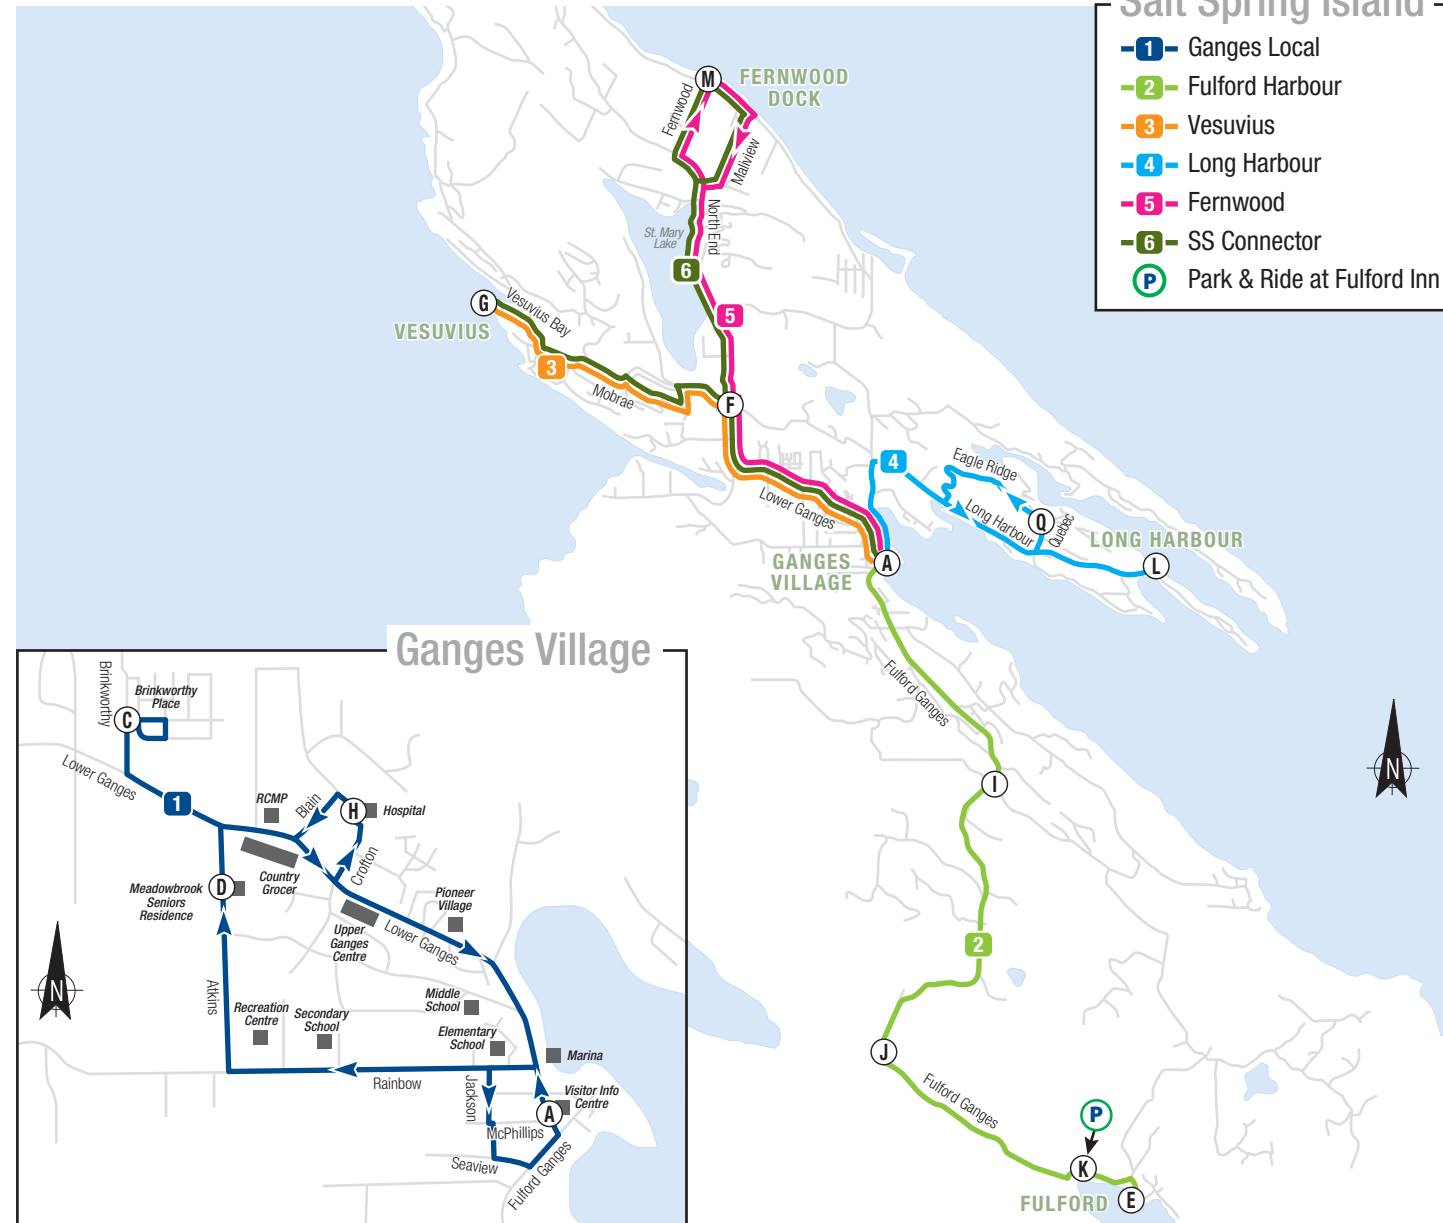 Salt Spring Island
1 Ganges Local
2 Fulford Harbour
3 Vesuvius
4 Long Harbour
5 Fernwood
6 SS Connector
P Park & Ride at Fulford Inn
M
FERNWOOD
DOCK
Fernwood
Maliview
North End
St. Mary
Lake
6
5
G
Vesuvius Bay
VESUVIUS
3
Mobrae
F
Lower Ganges
4
Eagle Ridge
Long Harbour
Q
Quebec
LONG HARBOUR
L
GANGES
VILLAGE
A
Fulford Ganges
I
2
J
Fulford Ganges
P
K
FULFORD
E
N
Ganges Village
Brinkworthy
Brinkworthy
Place
C
Lower Ganges
1
RCMP
Blain
H
Hospital
Crofton
Country
Grocer
Meadowbrook
Seniors
Residence
D
Upper
Ganges
Centre
Pioneer
Village
Lower Ganges
N
Atkins
Recreation
Centre
Secondary
School
Middle
School
Elementary
School
Marina
Rainbow
Jackson
Visitor Info
Centre
A
McPhillips
Seaview
Fulford Ganges